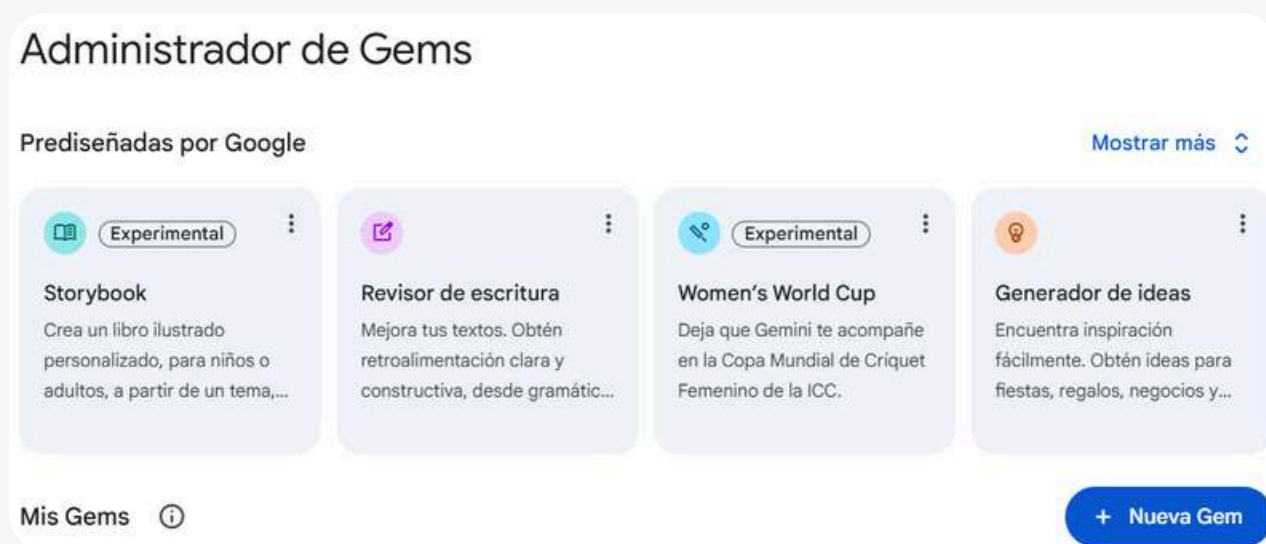 Administrador de Gems
Prediseñadas por Google
Mostrar más
Experimental
Storybook
Crea un libro ilustrado
personalizado, para niños o
adultos, a partir de un tema,...
Revisor de escritura
Mejora tus textos. Obtén
retroalimentación clara y
constructiva, desde gramátic...
Experimental
Women's World Cup
Deja que Gemini te acompañe
en la Copa Mundial de Críquet
Femenino de la ICC.
Generador de ideas
Encuentra inspiración
fácilmente. Obtén ideas para
fiestas, regalos, negocios y...
Mis Gems
+ Nueva Gem